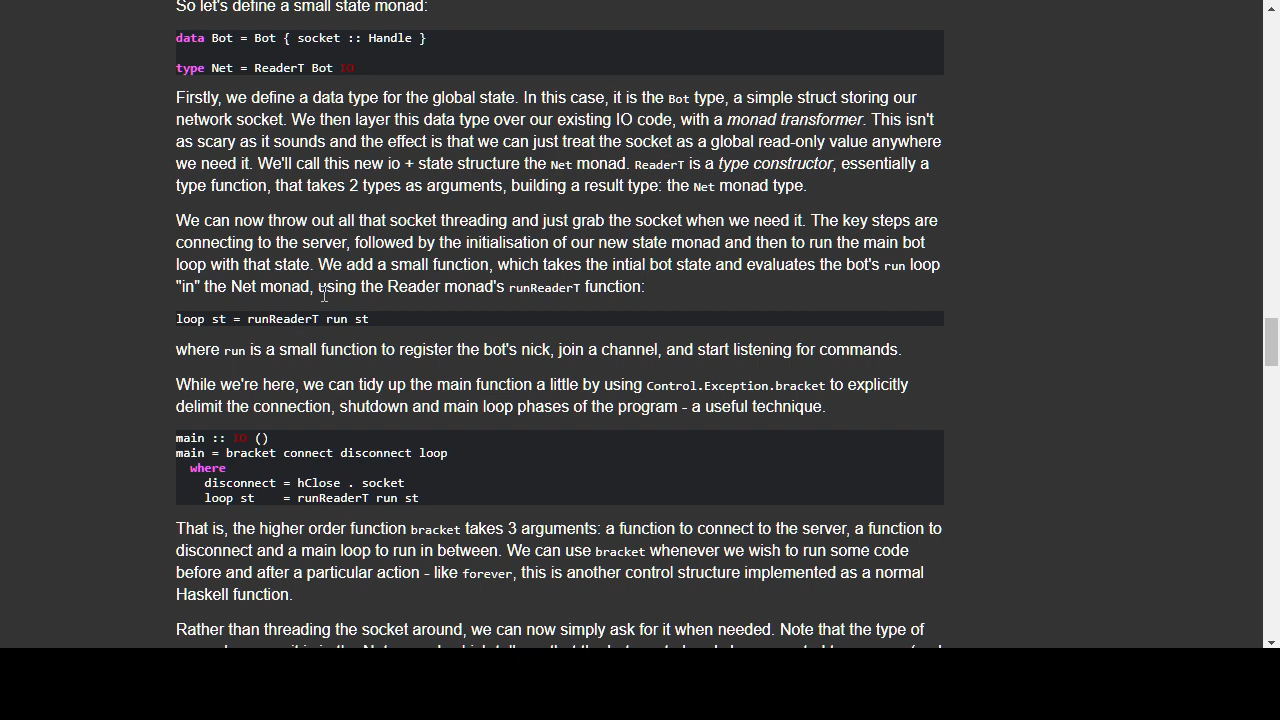 So let's define a small state monad:
data Bot = Bot { socket :: Handle }
type Net = ReaderT Bot IO
Firstly, we define a data type for the global state. In this case, it is the Bot type, a simple struct storing our
network socket. We then layer this data type over our existing IO code, with a monad transformer. This isn't
as scary as it sounds and the effect is that we can just treat the socket as a global read-only value anywhere
we need it. We'll call this new io + state structure the Net monad. ReaderT is a type constructor, essentially a
type function, that takes 2 types as arguments, building a result type: the Net monad type.
We can now throw out all that socket threading and just grab the socket when we need it. The key steps are
connecting to the server, followed by the initialisation of our new state monad and then to run the main bot
loop with that state. We add a small function, which takes the intial bot state and evaluates the bot's run loop
"in" the Net monad, using the Reader monad's runReaderT function:
loop st = runReaderT run st
where run is a small function to register the bot's nick, join a channel, and start listening for commands.
While we're here, we can tidy up the main function a little by using Control.Exception.bracket to explicitly
delimit the connection, shutdown and main loop phases of the program - a useful technique.
main :: IO ()
main = bracket connect disconnect loop
where
disconnect = hClose . socket
loop st    = runReaderT run st
That is, the higher order function bracket takes 3 arguments: a function to connect to the server, a function to
disconnect and a main loop to run in between. We can use bracket whenever we wish to run some code
before and after a particular action - like forever, this is another control structure implemented as a normal
Haskell function.
Rather than threading the socket around, we can now simply ask for it when needed. Note that the type of